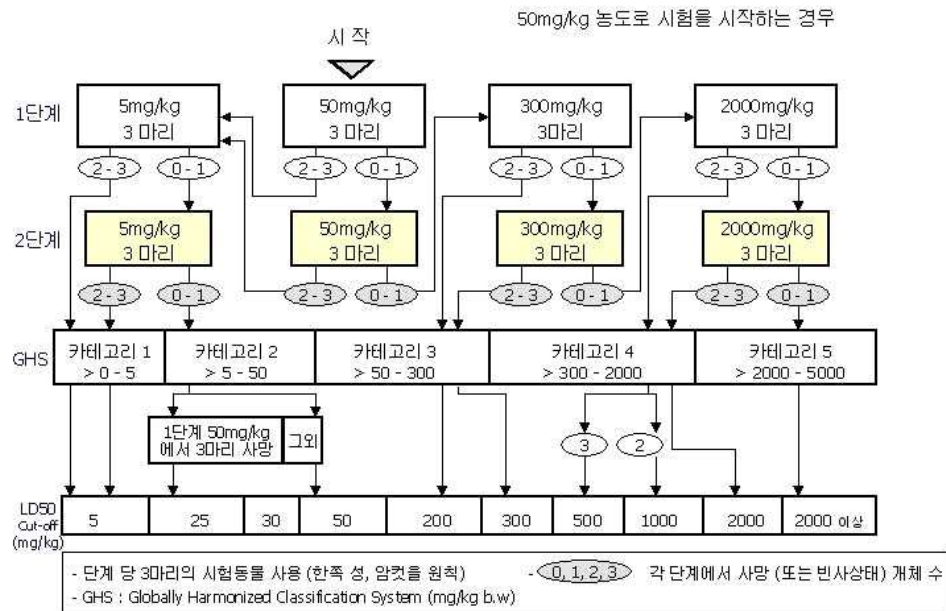 50mg/kg 농도로 시험을 시작하는 경우
시 작
1단계
5mg/kg
3 마리
50mg/kg
3 마리
300mg/kg
3마리
2000mg/kg
3 마리
2-3
0-1
2-3
0-1
2-3
0-1
2-3
0-1
2단계
5mg/kg
3 마리
50mg/kg
3 마리
300mg/kg
3 마리
2000mg/kg
3 마리
2-3
0-1
2-3
0-1
2-3
0-1
2-3
0-1
GHS
카테고리 1
> 0 - 5
카테고리 2
> 5 - 50
카테고리 3
> 50 - 300
카테고리 4
> 300 - 2000
카테고리 5
> 2000 - 5000
1단계 50mg/kg
에서 3마리 사망
그외
3
2
LD50
Cut-off
(mg/kg)
5
25
30
50
200
300
500
1000
2000
2000 이상
- 단계 당 3마리의 시험동물 사용 (한쪽 성, 암컷을 원칙)
- 0, 1, 2, 3 각 단계에서 사망 (또는 빈사상태) 개체 수
- GHS : Globally Harmonized Classification System (mg/kg b.w)